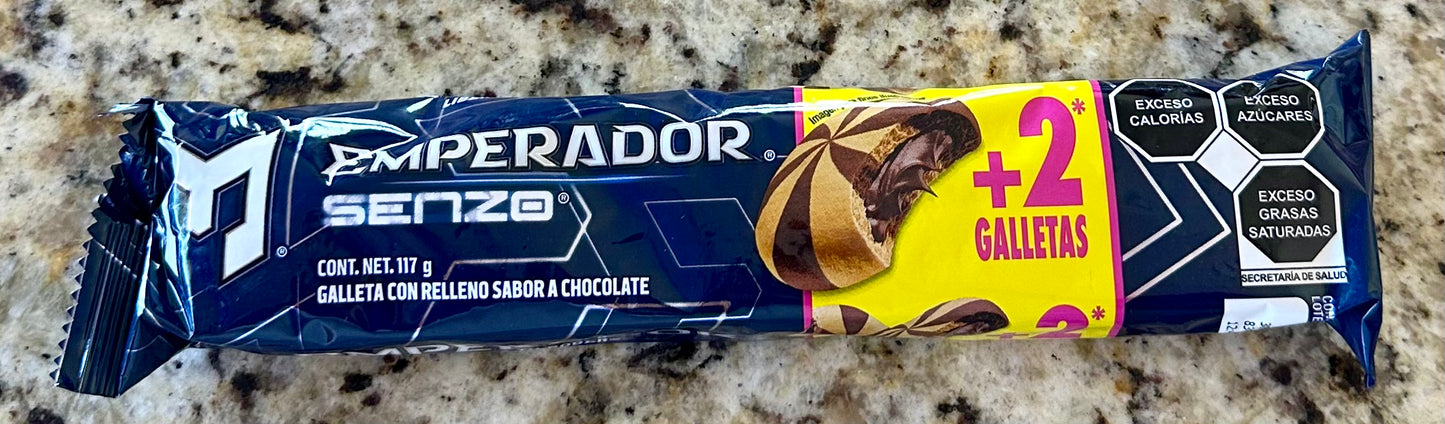 EMPERADOR®
SENZO®
CONT. NET. 117 g
GALLETA CON RELLENO SABOR A CHOCOLATE
+2*
GALLETAS
EXCESO
CALORÍAS
EXCESO
AZÚCARES
EXCESO
GRASAS
SATURADAS
SECRETARÍA DE SALUD